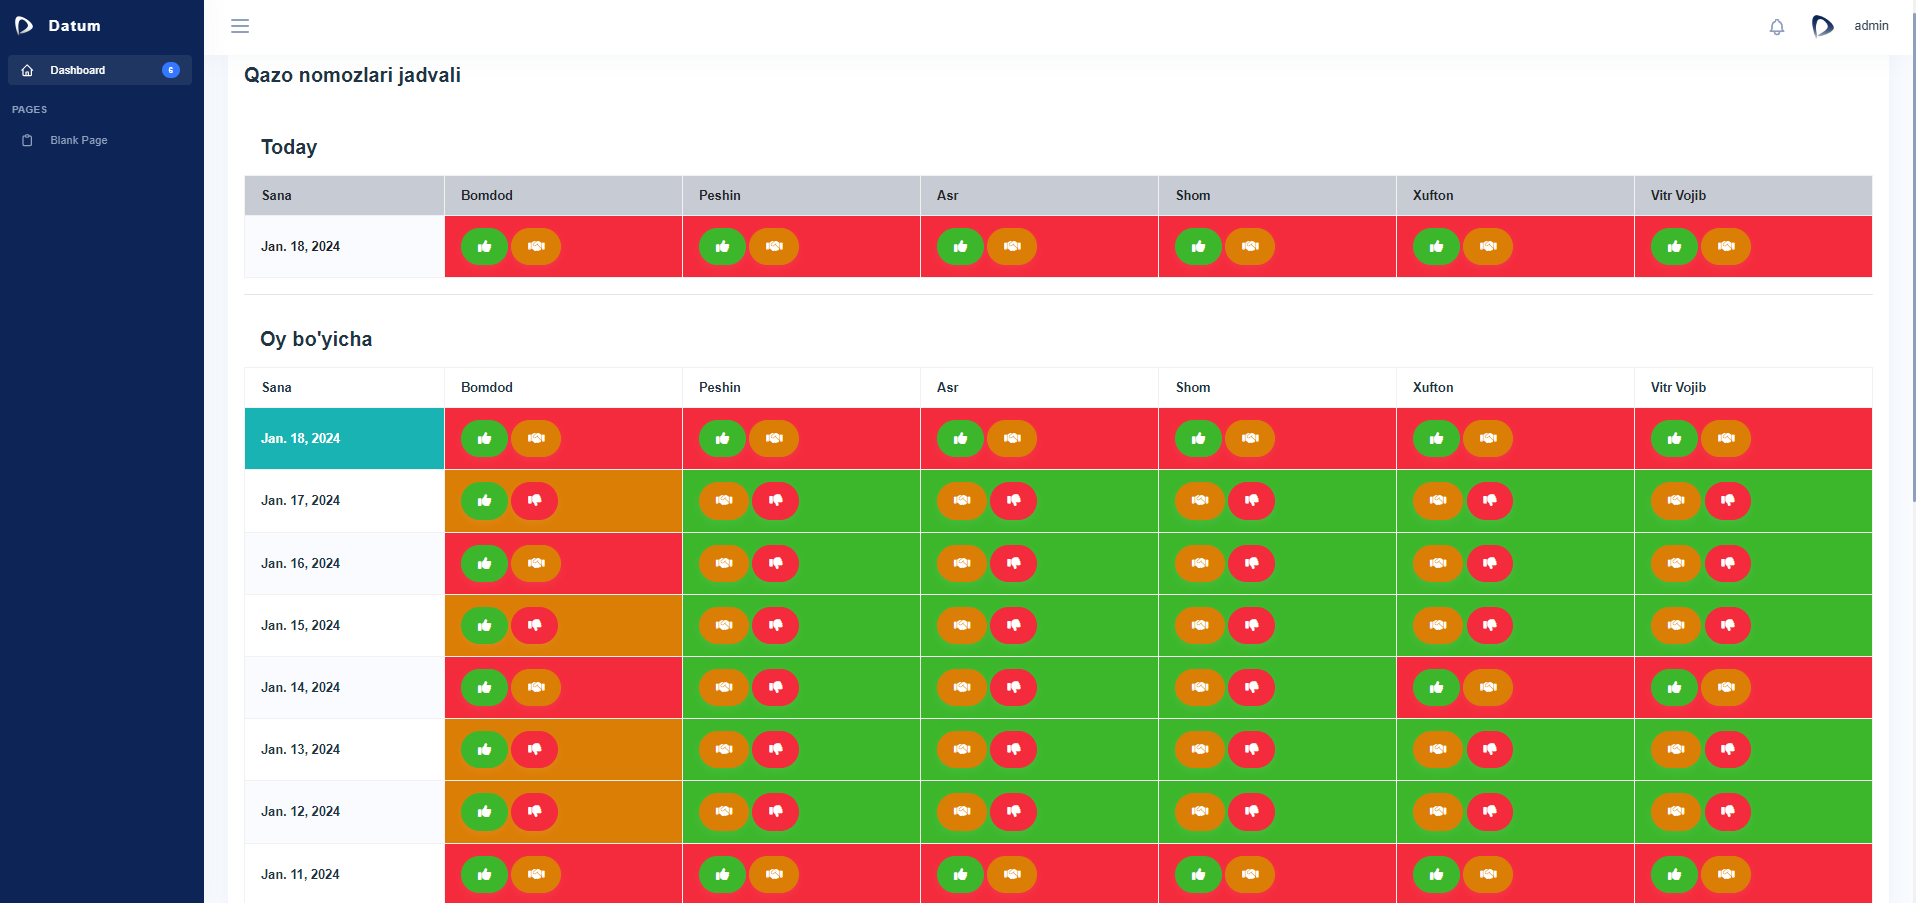 Datum
admin
Dashboard 6
PAGES
Blank Page
Qazo nomozlari jadvali
Today
Sana Bomdod Peshin Asr Shom Xufton Vitr Vojib
Jan. 18, 2024
Oy bo'yicha
Sana Bomdod Peshin Asr Shom Xufton Vitr Vojib
Jan. 18, 2024
Jan. 17, 2024
Jan. 16, 2024
Jan. 15, 2024
Jan. 14, 2024
Jan. 13, 2024
Jan. 12, 2024
Jan. 11, 2024